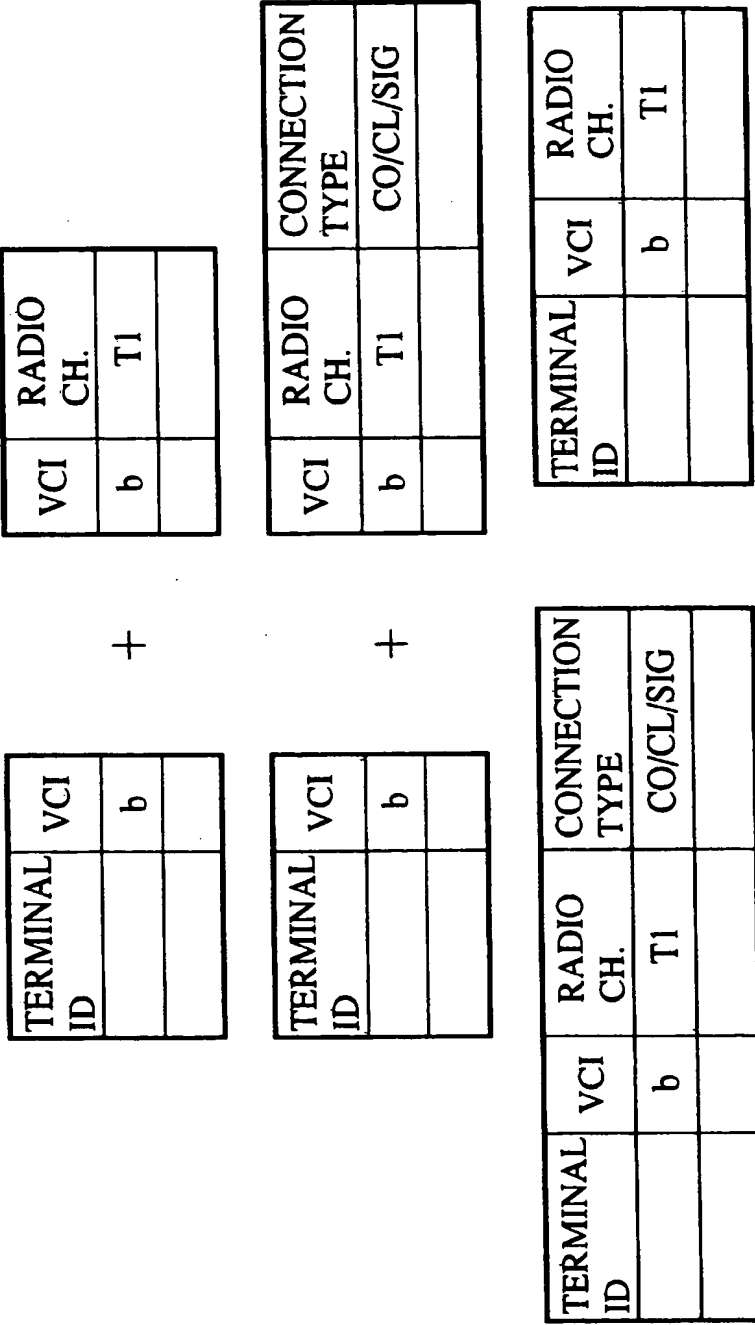 TERMINAL ID | VCI
b
+
VCI | RADIO CH.
b | T1
TERMINAL ID | VCI
b
+
VCI | RADIO CH. | CONNECTION TYPE
b | T1 | CO/CL/SIG
TERMINAL ID | VCI | RADIO CH. | CONNECTION TYPE
b | T1 | CO/CL/SIG
TERMINAL ID | VCI | RADIO CH.
b | T1